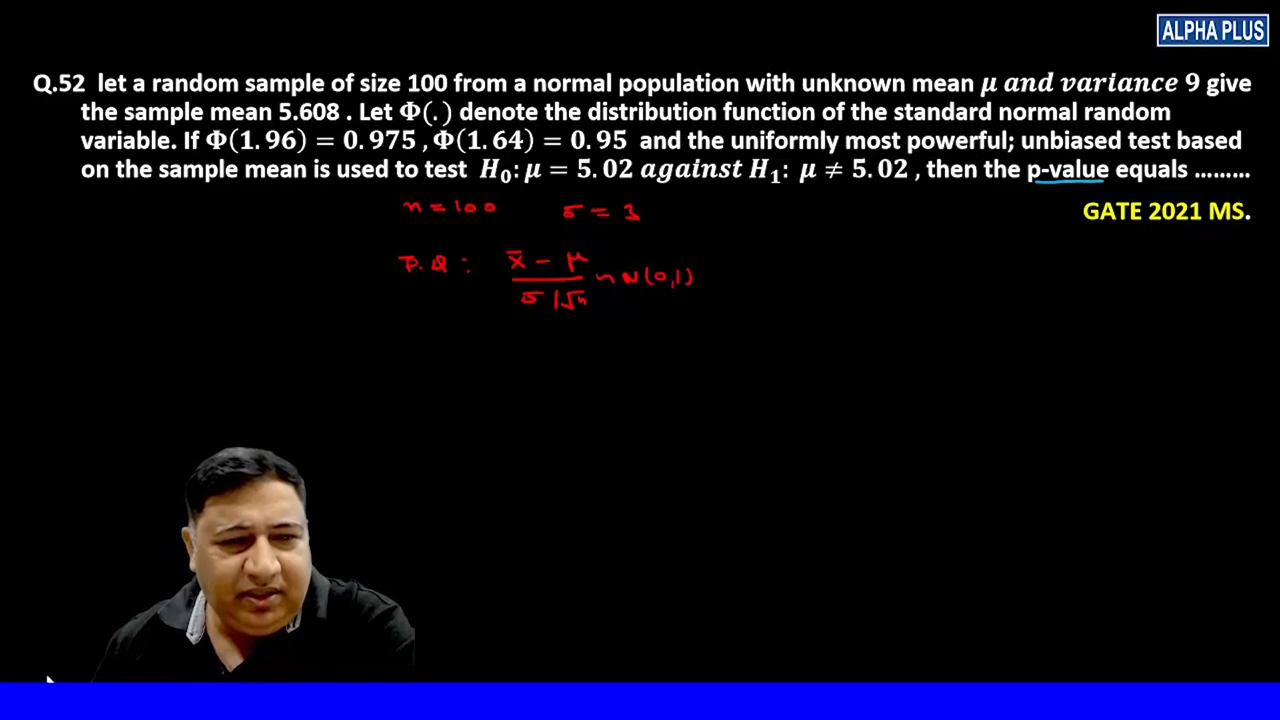 ALPHA PLUS
Q.52 let a random sample of size 100 from a normal population with unknown mean μ and variance 9 give
the sample mean 5.608 . Let Φ(.) denote the distribution function of the standard normal random
variable. If Φ(1.96) = 0.975 , Φ(1.64) = 0.95 and the uniformly most powerful; unbiased test based
on the sample mean is used to test H₀: μ = 5.02 against H₁: μ ≠ 5.02 , then the p-value equals .........
GATE 2021 MS.
n = 100 σ = 3
P.Q : x̄ - μ
σ/√n ~ N(0,1)